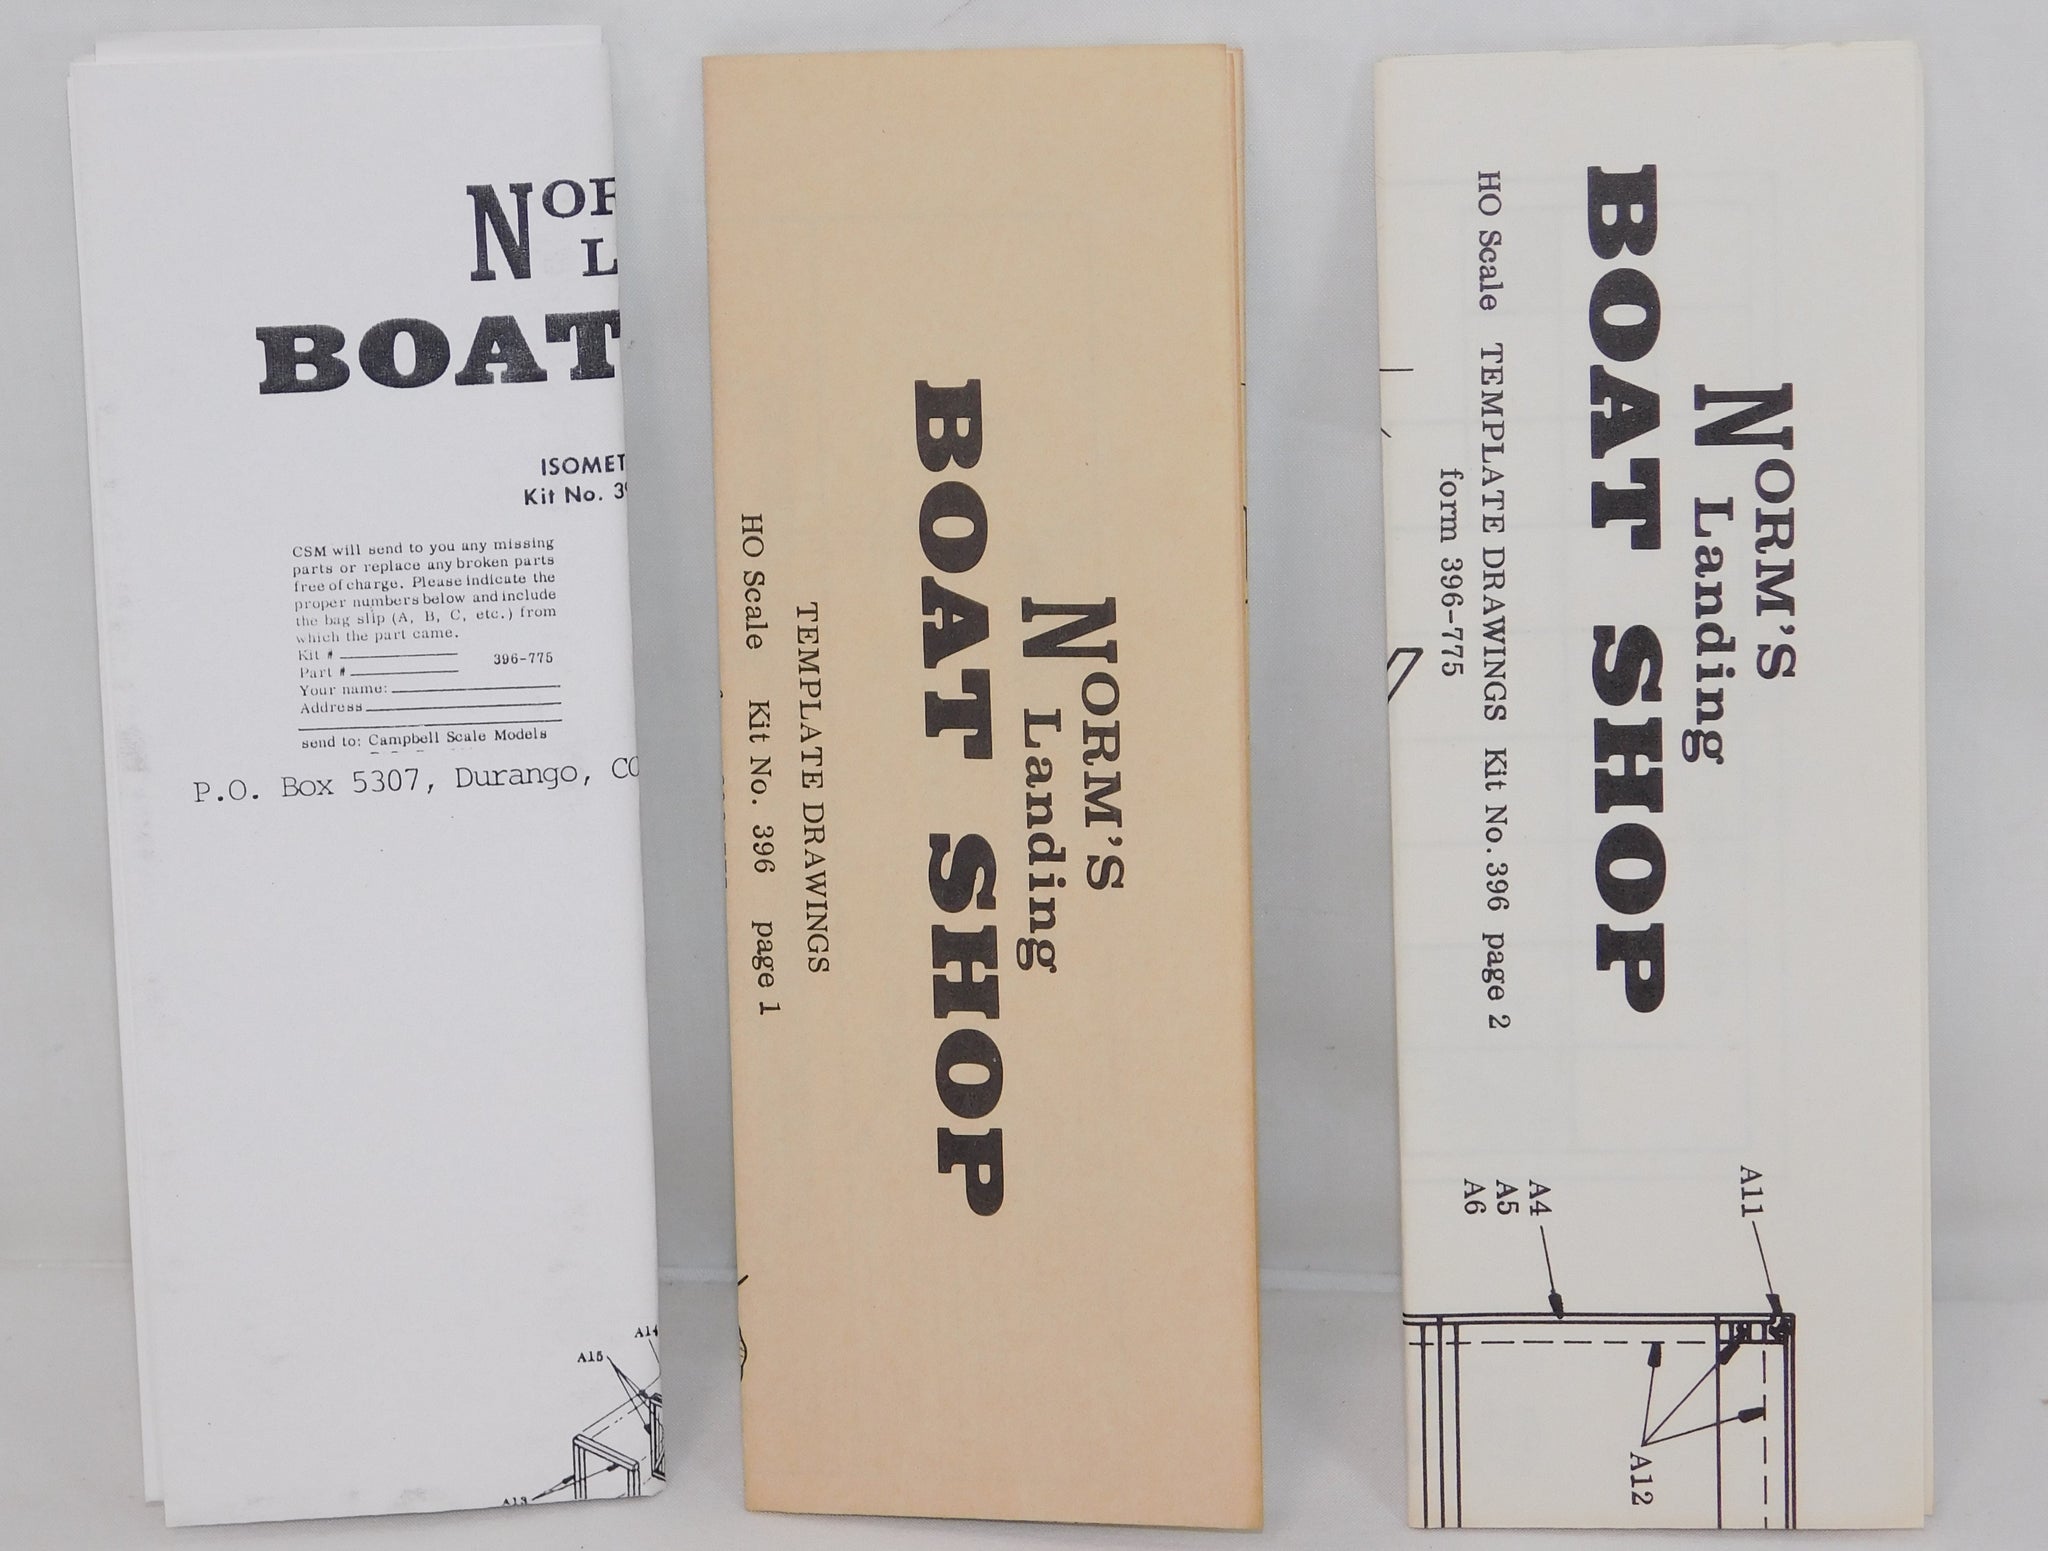 NOR
L
BOAT
ISOMET
Kit No. 39
CSM will send to you any missing
parts or replace any broken parts
free of charge. Please indicate the
proper numbers below and include
the bag slip (A, B, C, etc.) from
which the part came.
Kit #
396-775
Part #
Your name:
Address
send to: Campbell Scale Models
P.O. Box 5307, Durango, CO
A14
A15
A13
NORM'S
Landing
BOAT SHOP
TEMPLATE DRAWINGS
HO Scale Kit No. 396 page 1
NORM'S
Landing
BOAT SHOP
HO Scale TEMPLATE DRAWINGS Kit No. 396 page 2
form 396-775
A11
A4
A5
A6
A12